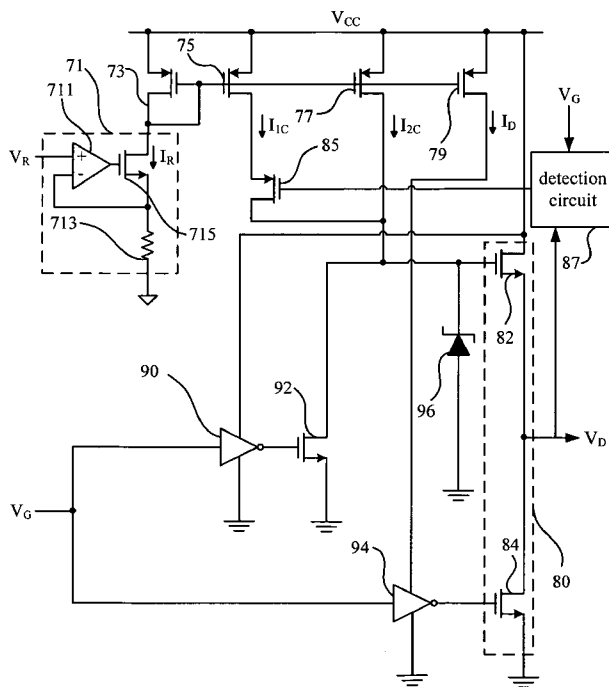 V_CC
75
73
71
711
77
79
V_G
I_1C
I_2C
I_D
85
V_R
+
-
I_R
detection
circuit
713
715
87
82
90
92
96
V_D
V_G
94
84
80